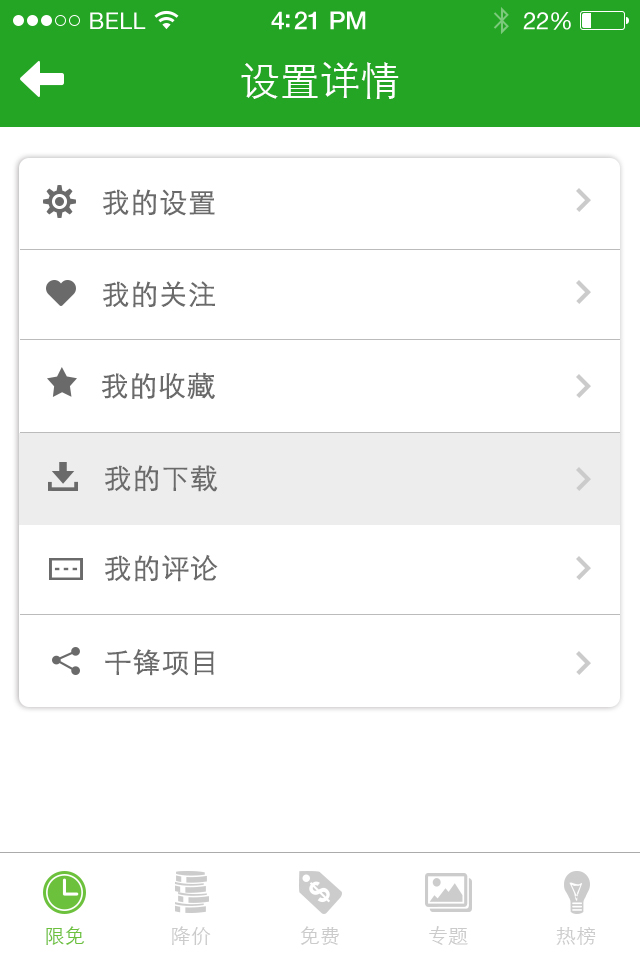 BELL 4:21 PM 22%
设置详情
我的设置
我的关注
我的收藏
我的下载
我的评论
千锋项目
限免 降价 免费 专题 热榜